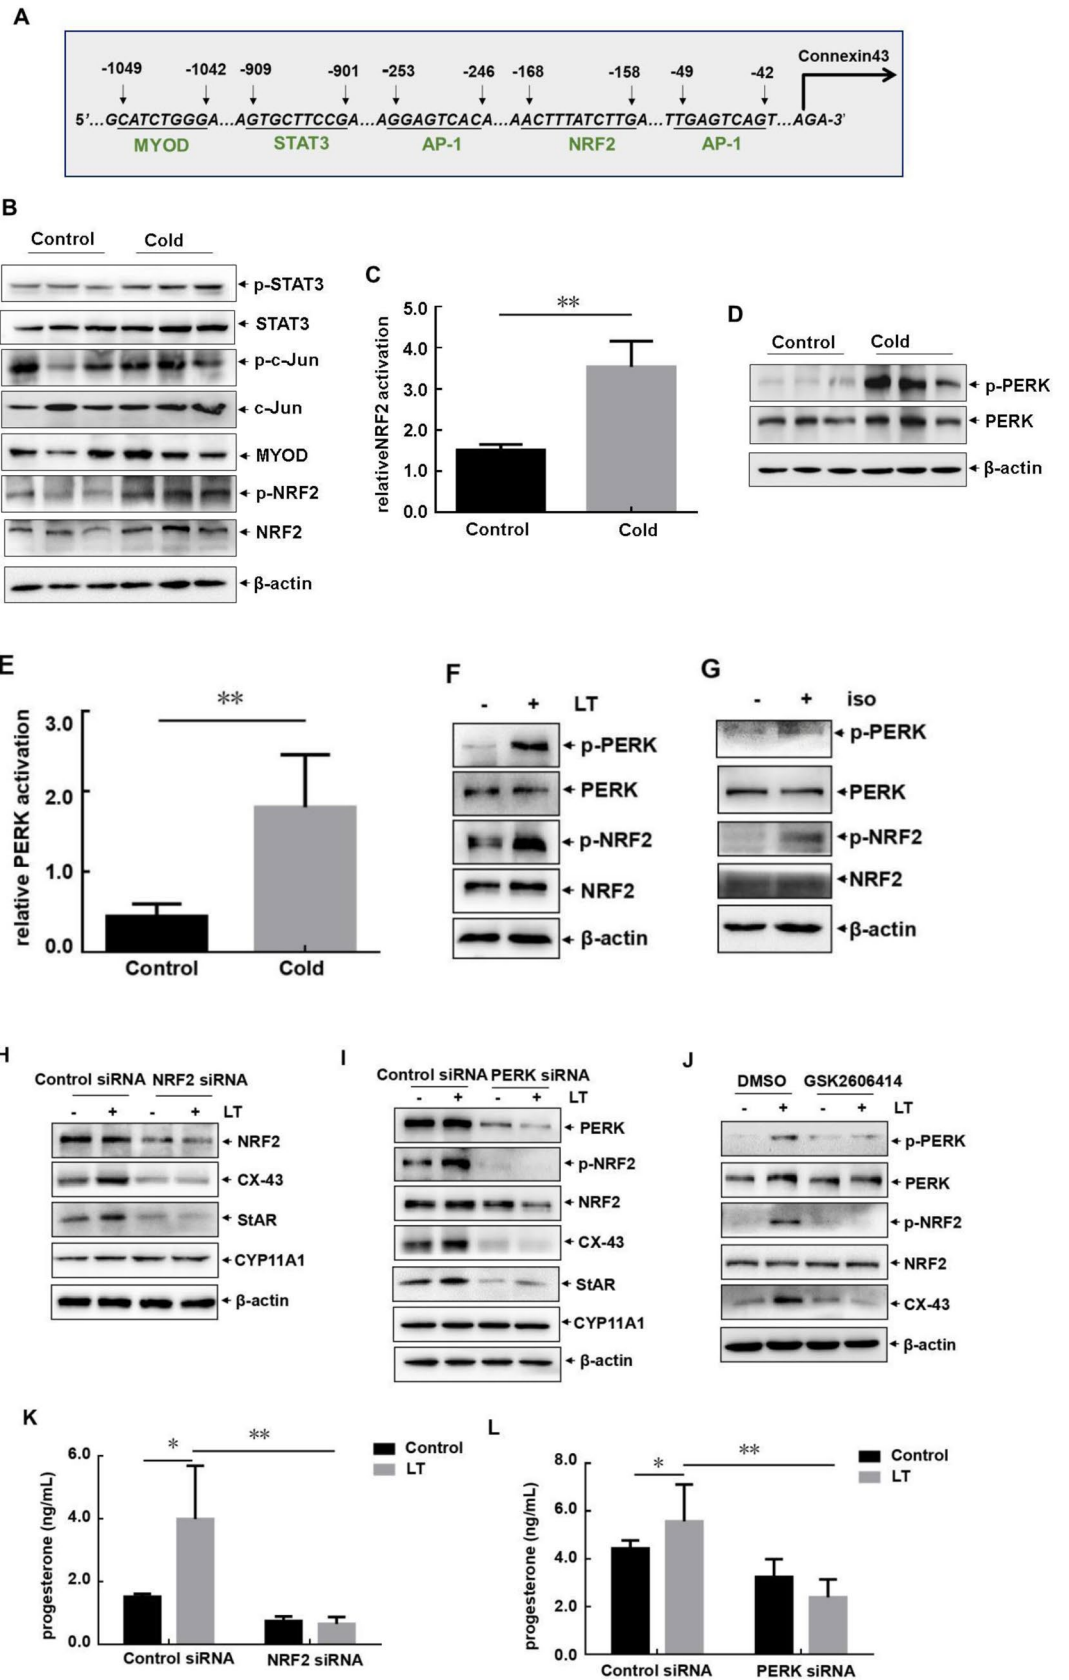 A
Connexin43
-1049 -1042 -909 -901 -253 -246 -168 -158 -49 -42
5'...GCATCTGGGA...AGTGCTTCCGA...AGGAGTCACA...AACTTTATCTTGA...TTGAGTCAGT...AGA-3'
MYOD STAT3 AP-1 NRF2 AP-1
B
Control Cold
p-STAT3
STAT3
p-c-Jun
c-Jun
MYOD
p-NRF2
NRF2
β-actin
C
**
relativeNRF2 activation
5.0
4.0
3.0
2.0
1.0
0.0
Control Cold
D
Control Cold
p-PERK
PERK
β-actin
E
**
relative PERK activation
3.0
2.0
1.0
0.0
Control Cold
F
- + LT
p-PERK
PERK
p-NRF2
NRF2
β-actin
G
- + iso
p-PERK
PERK
p-NRF2
NRF2
β-actin
H
Control siRNA NRF2 siRNA
- + - + LT
NRF2
CX-43
StAR
CYP11A1
β-actin
I
Control siRNA PERK siRNA
- + - + LT
PERK
p-NRF2
NRF2
CX-43
StAR
CYP11A1
β-actin
J
DMSO GSK2606414
- + - + LT
p-PERK
PERK
p-NRF2
NRF2
CX-43
β-actin
K
* **
Control
LT
progesterone (ng/mL)
6.0
4.0
2.0
0.0
Control siRNA NRF2 siRNA
L
* **
Control
LT
progesterone (ng/mL)
8.0
6.0
4.0
2.0
0.0
Control siRNA PERK siRNA